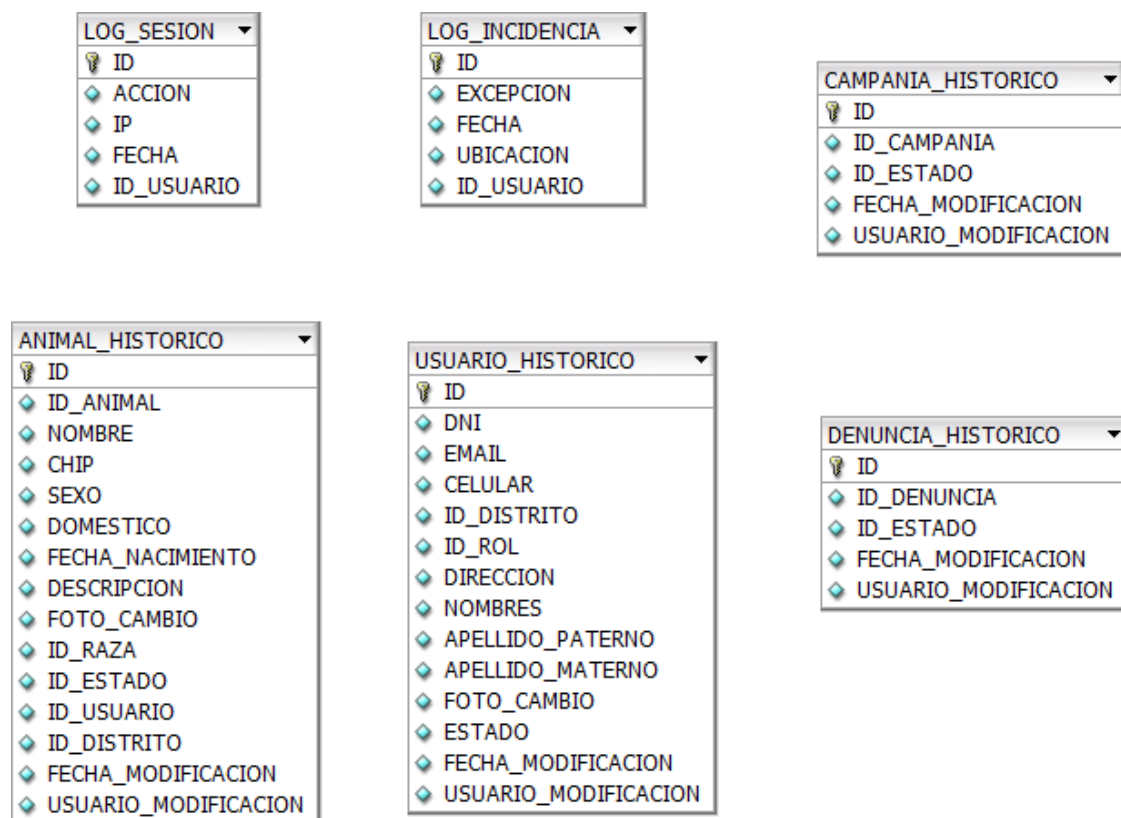 LOG_SESION
ID
ACCION
IP
FECHA
ID_USUARIO
LOG_INCIDENCIA
ID
EXCEPCION
FECHA
UBICACION
ID_USUARIO
CAMPANIA_HISTORICO
ID
ID_CAMPANIA
ID_ESTADO
FECHA_MODIFICACION
USUARIO_MODIFICACION
ANIMAL_HISTORICO
ID
ID_ANIMAL
NOMBRE
CHIP
SEXO
DOMESTICO
FECHA_NACIMIENTO
DESCRIPCION
FOTO_CAMBIO
ID_RAZA
ID_ESTADO
ID_USUARIO
ID_DISTRITO
FECHA_MODIFICACION
USUARIO_MODIFICACION
USUARIO_HISTORICO
ID
DNI
EMAIL
CELULAR
ID_DISTRITO
ID_ROL
DIRECCION
NOMBRES
APELLIDO_PATERNO
APELLIDO_MATERNO
FOTO_CAMBIO
ESTADO
FECHA_MODIFICACION
USUARIO_MODIFICACION
DENUNCIA_HISTORICO
ID
ID_DENUNCIA
ID_ESTADO
FECHA_MODIFICACION
USUARIO_MODIFICACION